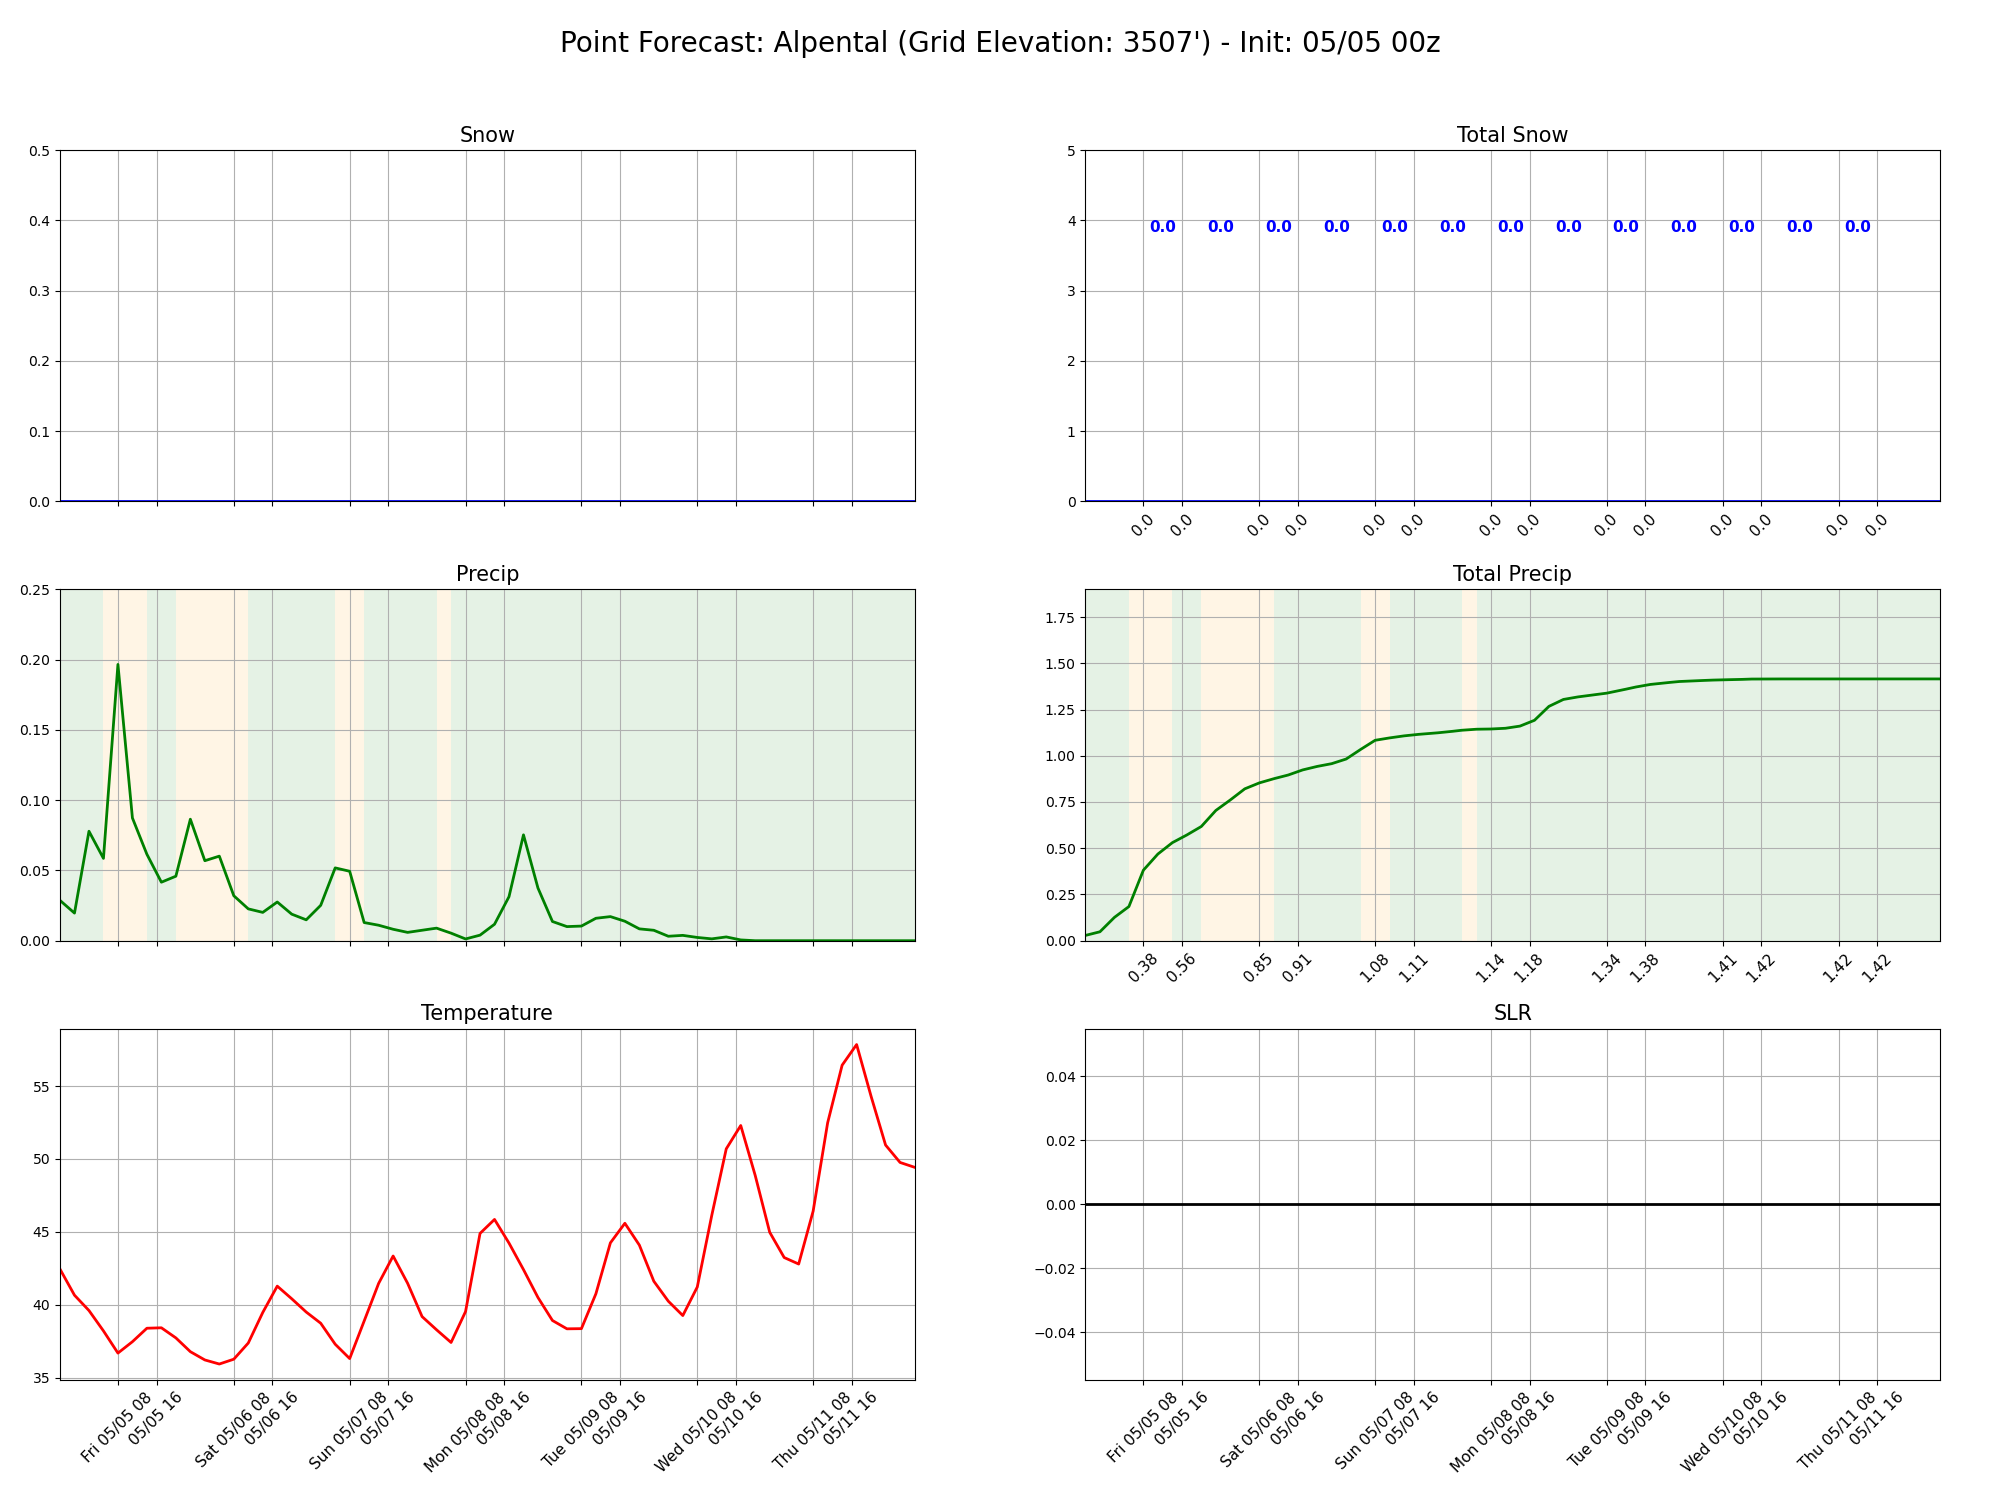 Point Forecast: Alpental (Grid Elevation: 3507') - Init: 05/05 00z
Snow
0.5
0.4
0.3
0.2
0.1
0.0
Total Snow
5
4
3
2
1
0
0.0 0.0 0.0 0.0 0.0 0.0 0.0 0.0 0.0 0.0 0.0 0.0 0.0
0.0 0.0 0.0 0.0 0.0 0.0 0.0 0.0 0.0 0.0 0.0 0.0 0.0 0.0
Precip
0.25
0.20
0.15
0.10
0.05
0.00
Total Precip
1.75
1.50
1.25
1.00
0.75
0.50
0.25
0.00
0.38 0.56 0.85 0.91 1.08 1.11 1.14 1.18 1.34 1.38 1.41 1.42 1.42 1.42
Temperature
55
50
45
40
35
Fri 05/05 08
05/05 16
Sat 05/06 08
05/06 16
Sun 05/07 08
05/07 16
Mon 05/08 08
05/08 16
Tue 05/09 08
05/09 16
Wed 05/10 08
05/10 16
Thu 05/11 08
05/11 16
SLR
0.04
0.02
0.00
−0.02
−0.04
Fri 05/05 08
05/05 16
Sat 05/06 08
05/06 16
Sun 05/07 08
05/07 16
Mon 05/08 08
05/08 16
Tue 05/09 08
05/09 16
Wed 05/10 08
05/10 16
Thu 05/11 08
05/11 16